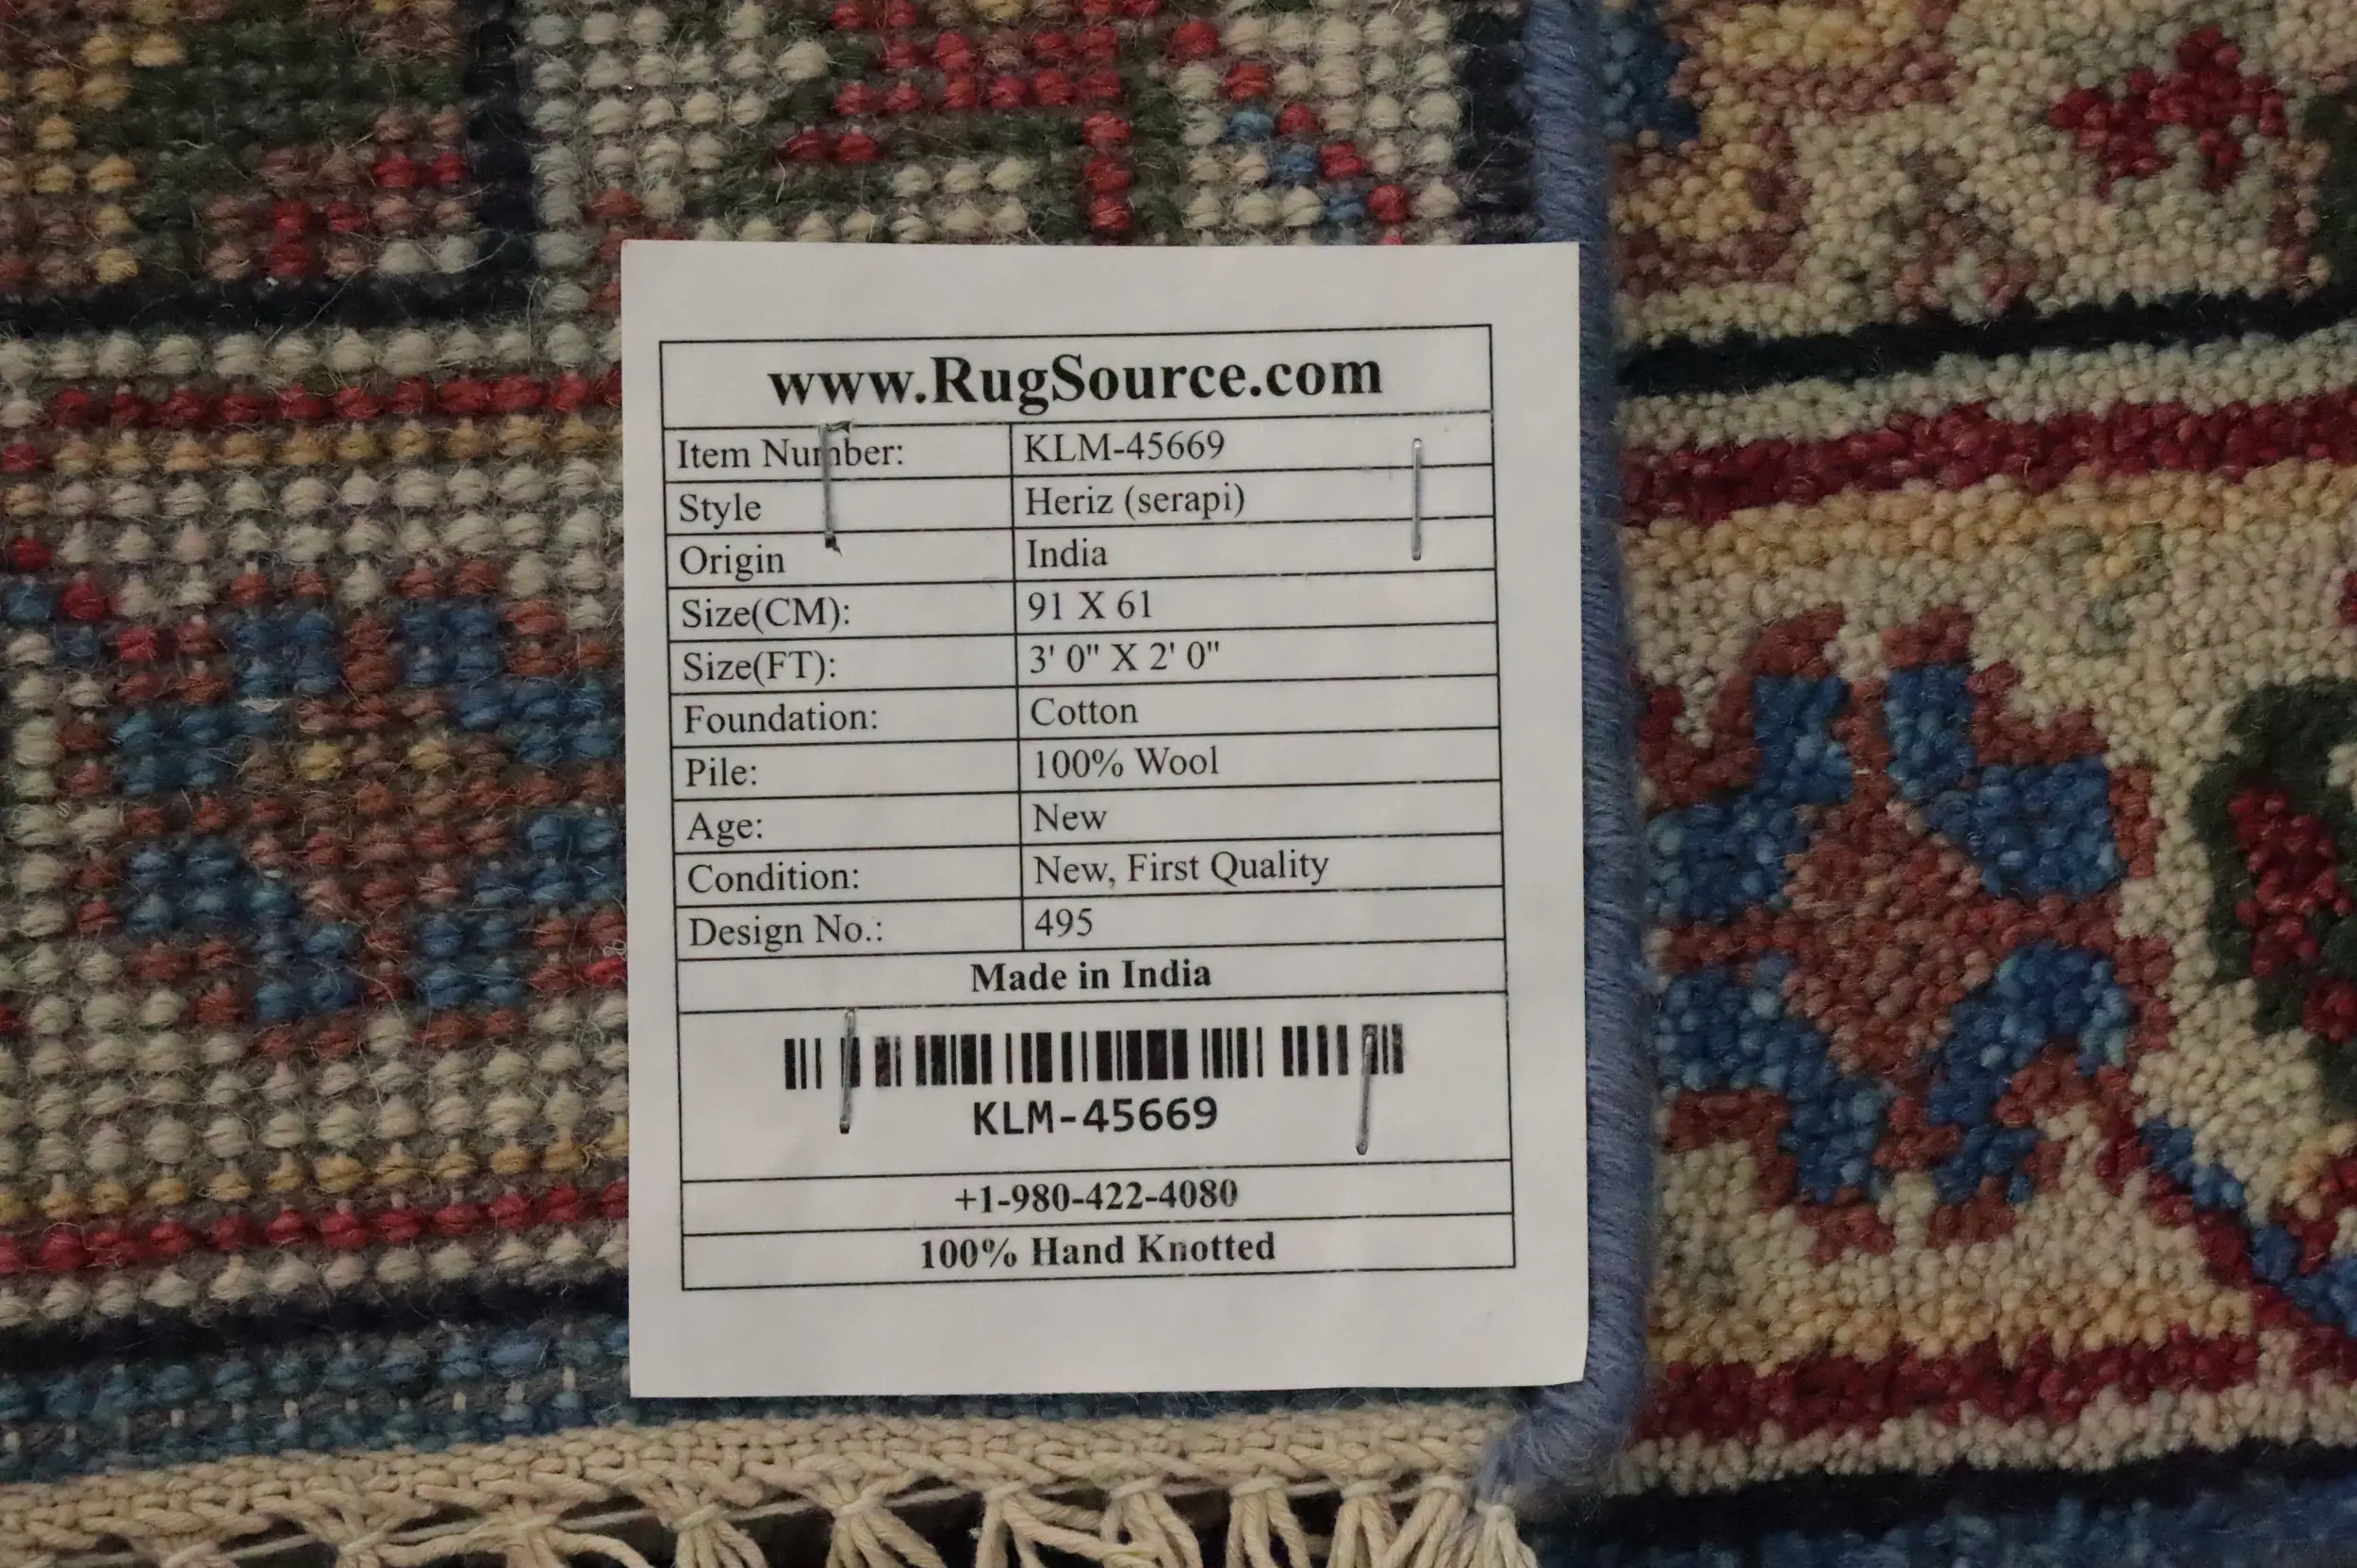 www.RugSource.com
Item Number: KLM-45669
Style Heriz (serapi)
Origin India
Size(CM): 91 X 61
Size(FT): 3' 0" X 2' 0"
Foundation: Cotton
Pile: 100% Wool
Age: New
Condition: New, First Quality
Design No.: 495
Made in India
KLM-45669
+1-980-422-4080
100% Hand Knotted